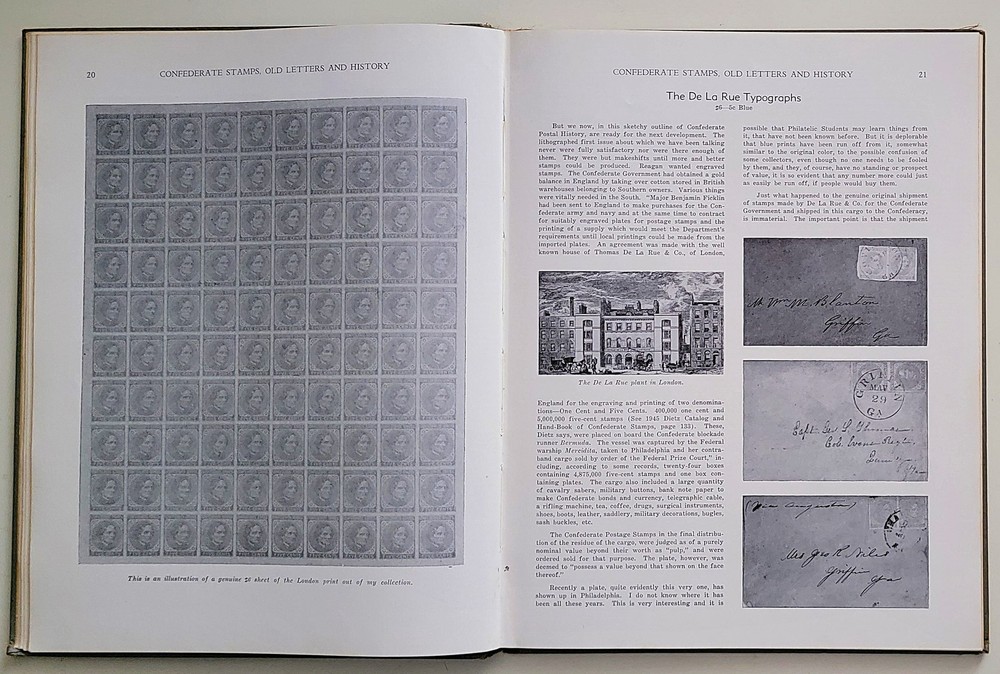 20
CONFEDERATE STAMPS, OLD LETTERS AND HISTORY
This is an illustration of a genuine #6 sheet of the London print out of my collection.
CONFEDERATE STAMPS, OLD LETTERS AND HISTORY
21
The De La Rue Typographs
#6—5c Blue
But we now, in this sketchy outline of Confederate
Postal History, are ready for the next development. The
lithographed first issue about which we have been talking
never were fully satisfactory nor were there enough of
them. They were but makeshifts until more and better
stamps could be produced. Reagan wanted engraved
stamps. The Confederate Government had obtained a gold
balance in England by taking over cotton stored in British
warehouses belonging to Southern owners. Various things
were vitally needed in the South. "Major Benjamin Ficklin
had been sent to England to make purchases for the Con-
federate army and navy and at the same time to contract
for suitably engraved plates for postage stamps and the
printing of a supply which would meet the Department's
requirements until local printings could be made from the
imported plates. An agreement was made with the well
known house of Thomas De La Rue & Co., of London,
The De La Rue plant in London.
England for the engraving and printing of two denomina-
tions—One Cent and Five Cents. 400,000 one cent and
5,000,000 five-cent stamps (See 1945 Dietz Catalog and
Hand-Book of Confederate Stamps, page 133). These,
Dietz says, were placed on board the Confederate blockade
runner Bermuda. The vessel was captured by the Federal
warship Mercidita, taken to Philadelphia and her contra-
band cargo sold by order of the Federal Prize Court," in-
cluding, according to some records, twenty-four boxes
containing 4,875,000 five-cent stamps and one box con-
taining plates. The cargo also included a large quantity
of cavalry sabers, military buttons, bank note paper to
make Confederate bonds and currency, telegraphic cable,
a rifling machine, tea, coffee, drugs, surgical instruments,
shoes, boots, leather, saddlery, military decorations, bugles,
sash buckles, etc.
The Confederate Postage Stamps in the final distribu-
tion of the residue of the cargo, were judged as of a purely
nominal value beyond their worth as "pulp," and were
ordered sold for that purpose. The plate, however, was
deemed to "possess a value beyond that shown on the face
thereof."
Recently a plate, quite evidently this very one, has
shown up in Philadelphia. I do not know where it has
been all these years. This is very interesting and it is
possible that Philatelic Students may learn things from
it, that have not been known before. But it is deplorable
that blue prints have been run off from it, somewhat
similar to the original color, to the possible confusion of
some collectors, even though no one needs to be fooled
by them, and they, of course, have no standing or prospect
of value, it is so evident that any number more could just
as easily be run off, if people would buy them.
Just what happened to the genuine original shipment
of stamps made by De La Rue & Co. for the Confederate
Government and shipped in this cargo to the Confederacy,
is immaterial. The important point is that the shipment
Wm M. Blanton
Griffin
Ga
GRIFFIN
MAY
29
GA
Capt. Geo. S. Thomas
Col. Evans Regt.
(Via Augusta)
Griffin
Ga